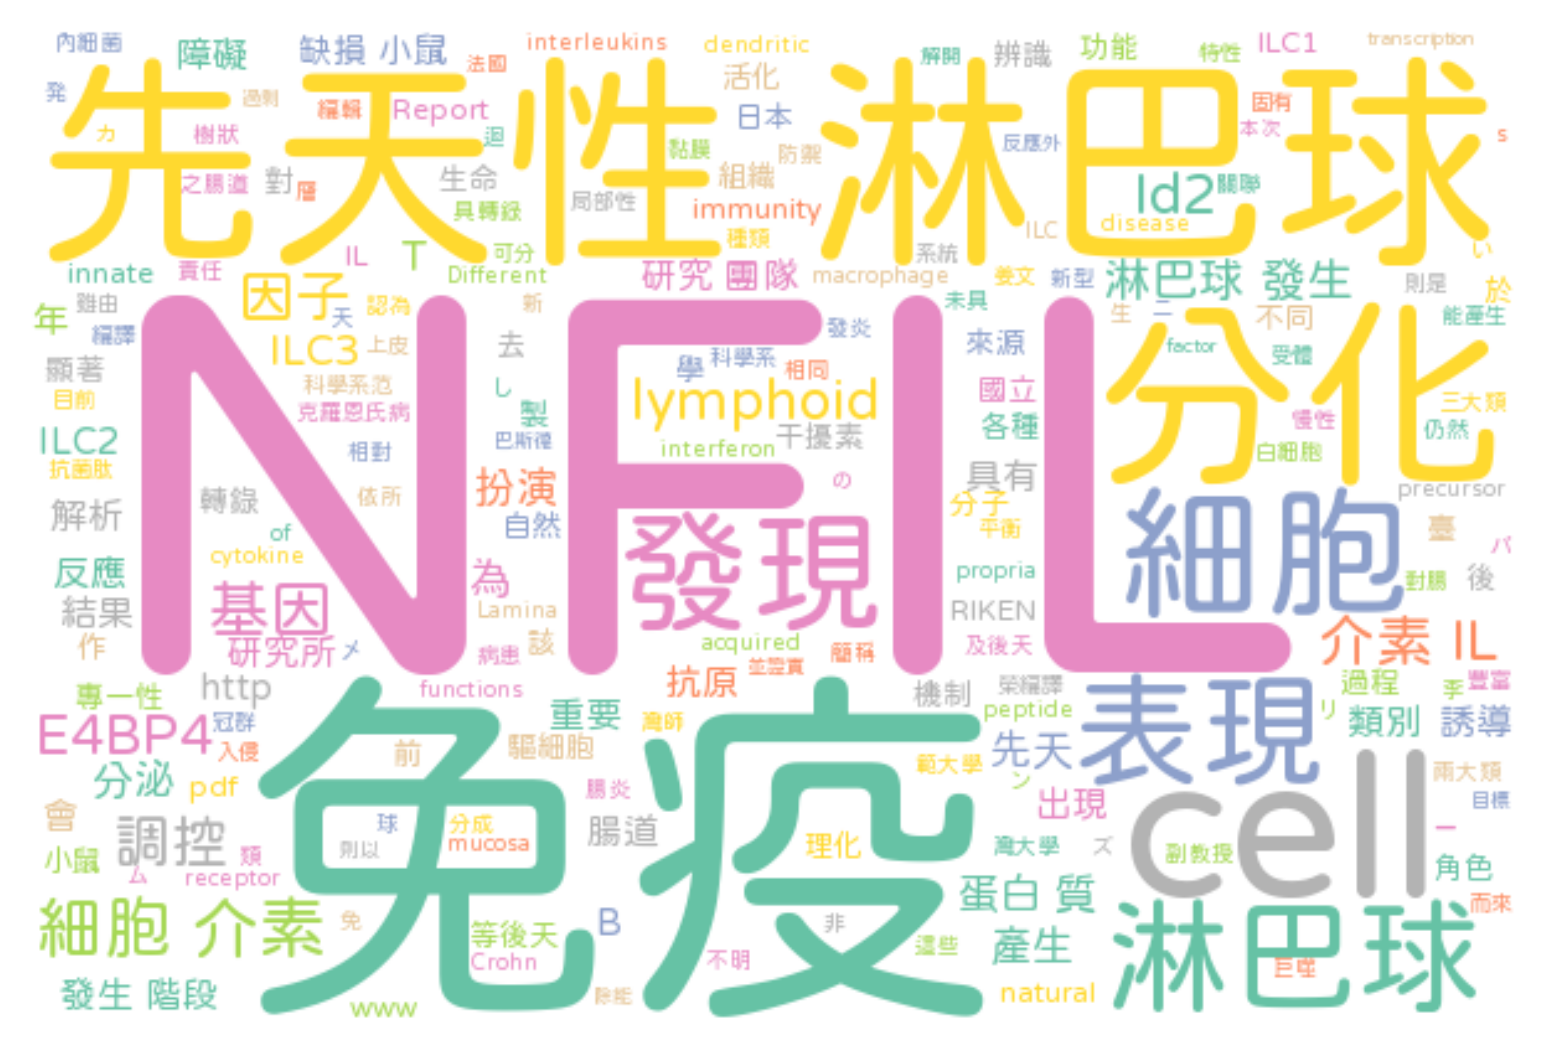 內細菌
障礙
缺損 小鼠
interleukins
dendritic
解開
辨識
功能
特性
ILC1
transcription
法國
活化
発
過剩
編輯
Report
日本
固有
カ
樹狀
迴
黏膜
防禦
反應外
本次
s
先天性 淋巴球
之腸道
對
層
生命
組織
Id2
關聯
具轉錄
局部性
immunity
種類
ILC
disease
innate
責任
IL
T
可分
Different
系統
い
研究 團隊
macrophage
姜文
新型
淋巴球 發生
則是
於
年
雖由
因子
天
認為
新
未具
生
二
不同
能產生
編譯
ILC3
上皮
去
發炎
來源
factor
受體
顯著
科學系范
し
學
科學系
相同
目前
克羅恩氏病
製
lymphoid
國立
分化
慢性
三大類
ILC2
相對
巴斯德
interferon
干擾素
各種
白細胞
仍然
抗菌肽
轉錄
依所
扮演
の
具有
precursor
解析
of
自然
分子
平衡
細胞
臺
パ
NFIL
cytokine
發現
反應
基因
為
propria
對腸
後
結果
Lamina
RIKEN
作
研究所
メ
病患
該
acquired
並證實
簡稱
及後天
介素 IL
專一性
http
functions
抗原
機制
榮編譯
過程
季
豐富
E4BP4
冠群
入侵
前
重要
灣師
peptide
表現
リ
類別
誘導
驅細胞
先天
分泌
pdf
腸炎
範大學
ン
出現
兩大類
目標
會
調控
球
分成
免疫
腸道
理化
灣大學
ズ
cell
副教授
一
小鼠
類
則以
mucosa
ム
receptor
蛋白 質
角色
細胞 介素
免
等後天
B
非
這些
產生
淋巴球
而來
Crohn
不明
巨噬
發生 階段
www
除能
natural